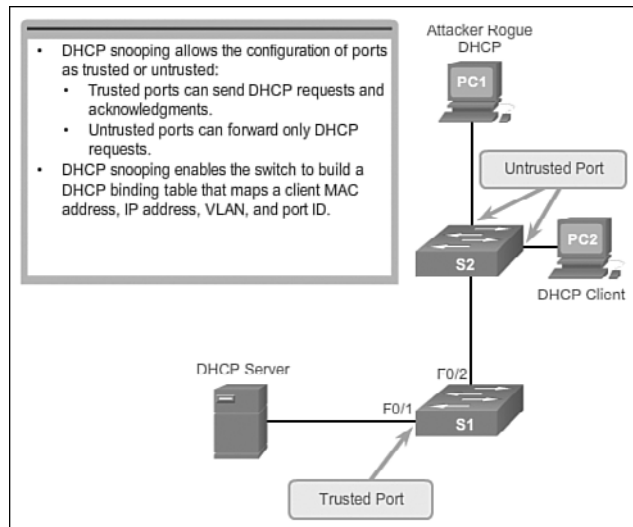 DHCP snooping allows the configuration of ports
as trusted or untrusted:
Trusted ports can send DHCP requests and
acknowledgments.
Untrusted ports can forward only DHCP
requests.
DHCP snooping enables the switch to build a
DHCP binding table that maps a client MAC
address, IP address, VLAN, and port ID.
Attacker Rogue
DHCP
PC1
Untrusted Port
PC2
S2
DHCP Client
DHCP Server
F0/2
F0/1
S1
Trusted Port